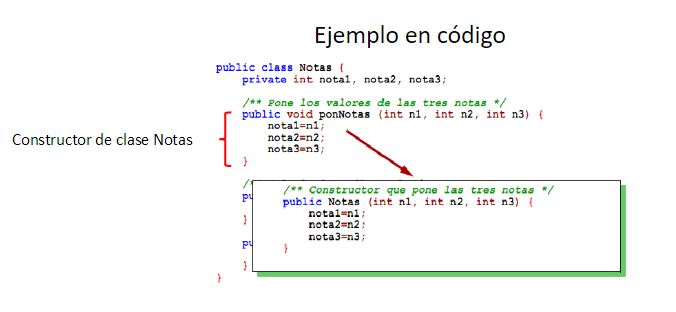 Ejemplo en código
public class Notas {
private int nota1, nota2, nota3;
/** Pone los valores de las tres notas */
public void ponNotas (int n1, int n2, int n3) {
nota1=n1;
nota2=n2;
nota3=n3;
}
Constructor de clase Notas
/*
pu
}
pu
}
}
/** Constructor que pone las tres notas */
public Notas (int n1, int n2, int n3) {
nota1=n1;
nota2=n2;
nota3=n3;
}